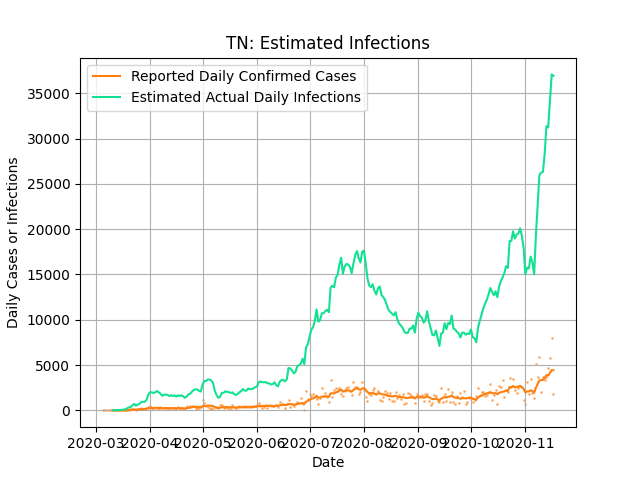 TN: Estimated Infections
Reported Daily Confirmed Cases
Estimated Actual Daily Infections
Daily Cases or Infections
35000
30000
25000
20000
15000
10000
5000
0
2020-03 2020-04 2020-05 2020-06 2020-07 2020-08 2020-09 2020-10 2020-11
Date